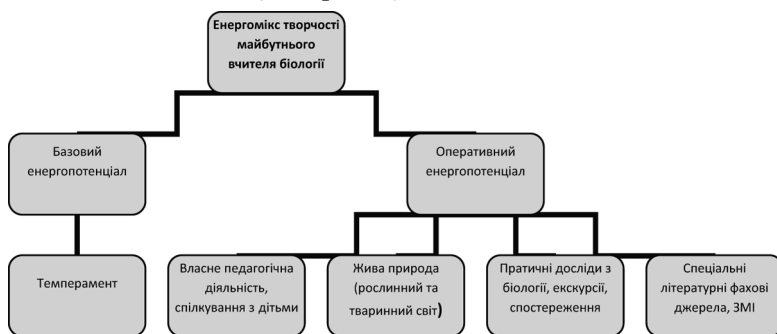 Енергомікс творчості
майбутнього
вчителя біології
Базовий
енергопотенціал
Оперативний
енергопотенціал
Темперамент
Власне педагогічна
діяльність,
спілкування з дітьми
Жива природа
(рослинний та
тваринний світ)
Пратичні досліди з
біології, екскурсії,
спостереження
Спеціальні
літературні фахові
джерела, ЗМІ